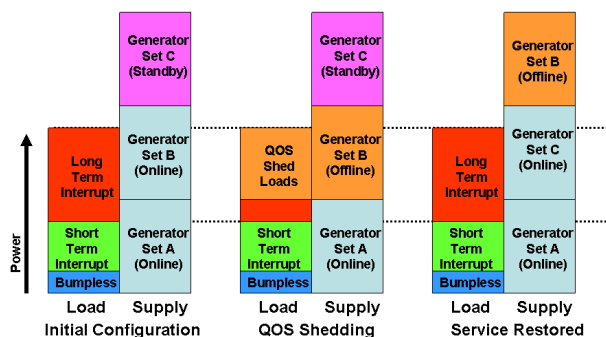 Generator
Set C
(Standby)
Generator
Set C
(Standby)
Generator
Set B
(Offline)
Long
Term
Interrupt
Generator
Set B
(Online)
QOS
Shed
Loads
Generator
Set B
(Offline)
Long
Term
Interrupt
Generator
Set C
(Online)
Short
Term
Interrupt
Generator
Set A
(Online)
Short
Term
Interrupt
Generator
Set A
(Online)
Short
Term
Interrupt
Generator
Set A
(Online)
Power
Bumpless
Bumpless
Bumpless
Load Supply
Load Supply
Load Supply
Initial Configuration
QOS Shedding
Service Restored